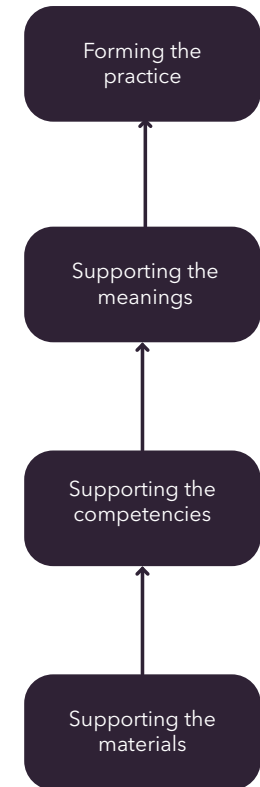 Forming the
practice
Supporting the
meanings
Supporting the
competencies
Supporting the
materials